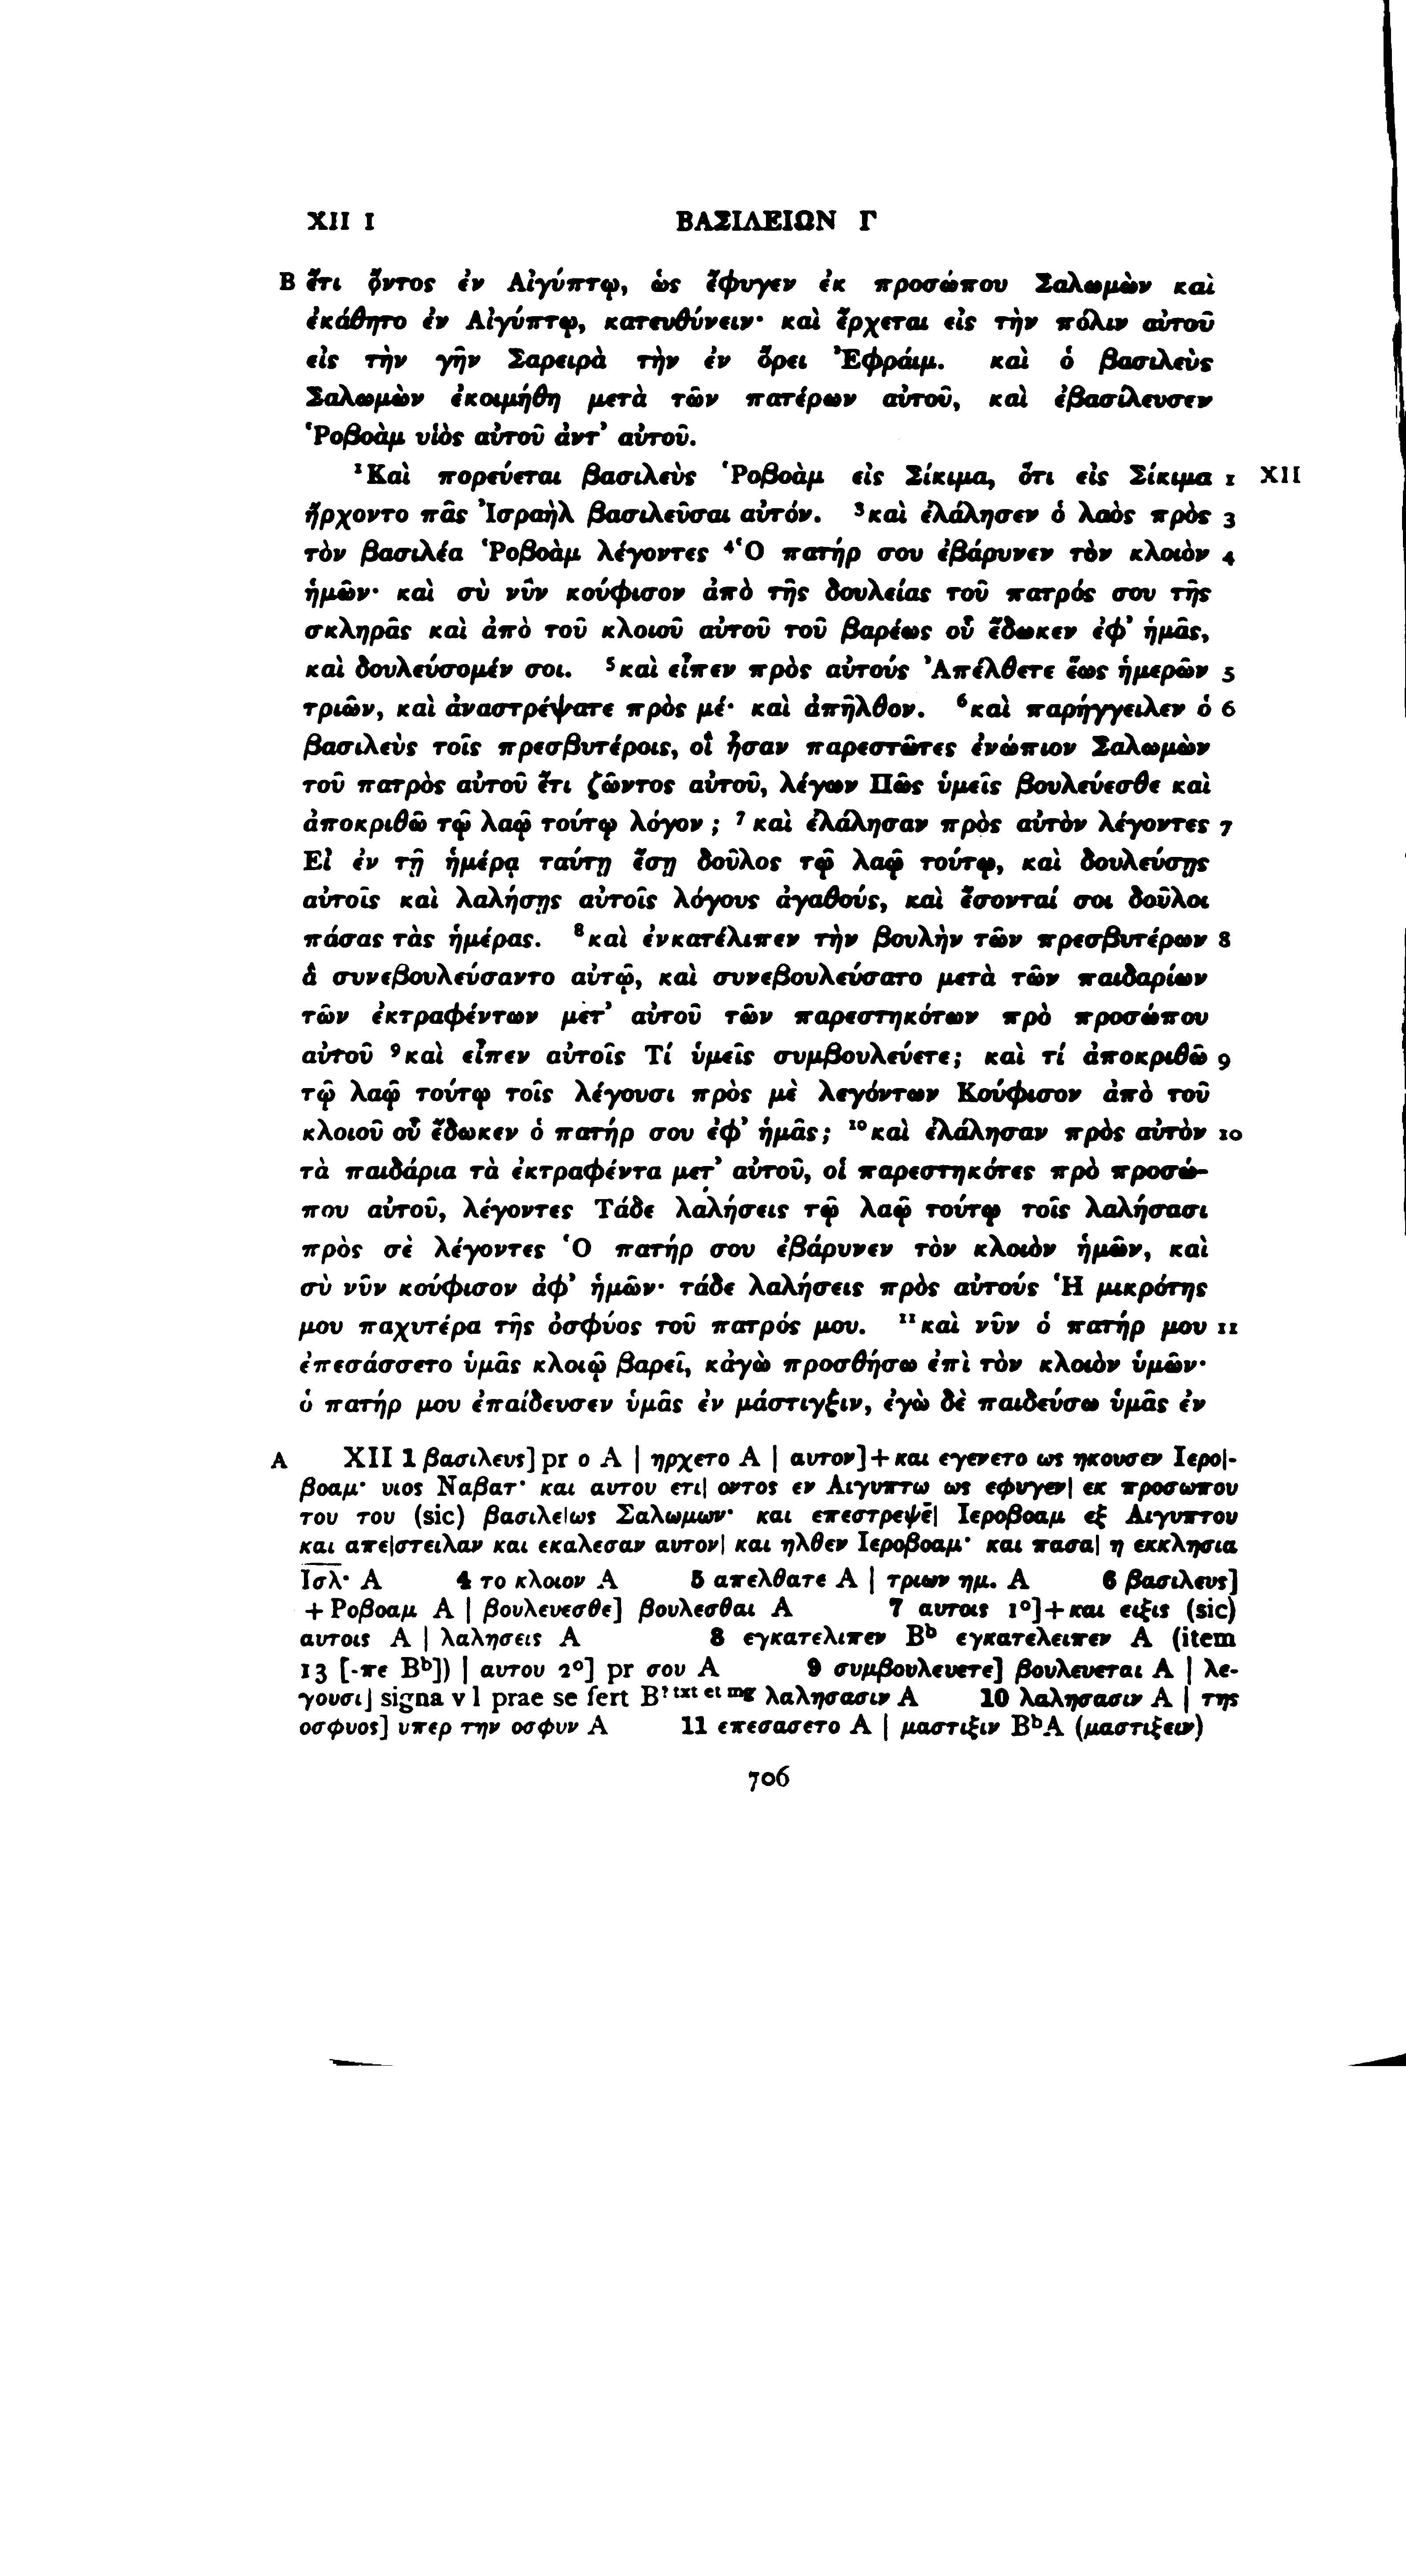 XII 1 ΒΑΣΙΛΕΙΩΝ Γ
B ἔτι ὄντος ἐν Αἰγύπτῳ, ὡς ἔφυγεν ἐκ προσώπου Σαλωμὼν καὶ
ἐκάθητο ἐν Αἰγύπτῳ, κατευθύνειν· καὶ ἔρχεται εἰς τὴν πόλιν αὐτοῦ
εἰς τὴν γῆν Σαρειρὰ τὴν ἐν ὄρει Ἐφράιμ. καὶ ὁ βασιλεὺς
Σαλωμὼν ἐκοιμήθη μετὰ τῶν πατέρων αὐτοῦ, καὶ ἐβασίλευσεν
Ῥοβοὰμ υἱὸς αὐτοῦ ἀντ’ αὐτοῦ.
¹Καὶ πορεύεται βασιλεὺς Ῥοβοὰμ εἰς Σίκιμα, ὅτι εἰς Σίκιμα 1 XII
ἤρχοντο πᾶς Ἰσραὴλ βασιλεῦσαι αὐτόν. ³καὶ ἐλάλησεν ὁ λαὸς πρὸς 3
τὸν βασιλέα Ῥοβοὰμ λέγοντες ⁴Ὁ πατήρ σου ἐβάρυνεν τὸν κλοιὸν 4
ἡμῶν· καὶ σὺ νῦν κούφισον ἀπὸ τῆς δουλείας τοῦ πατρός σου τῆς
σκληρᾶς καὶ ἀπὸ τοῦ κλοιοῦ αὐτοῦ τοῦ βαρέως οὗ ἔδωκεν ἐφ’ ἡμᾶς,
καὶ δουλεύσομέν σοι. ⁵καὶ εἶπεν πρὸς αὐτούς Ἀπέλθετε ἕως ἡμερῶν 5
τριῶν, καὶ ἀναστρέψατε πρὸς μέ· καὶ ἀπῆλθον. ⁶καὶ παρήγγειλεν ὁ 6
βασιλεὺς τοῖς πρεσβυτέροις, οἳ ἦσαν παρεστῶτες ἐνώπιον Σαλωμὼν
τοῦ πατρὸς αὐτοῦ ἔτι ζῶντος αὐτοῦ, λέγων Πῶς ὑμεῖς βουλεύεσθε καὶ
ἀποκριθῶ τῷ λαῷ τούτῳ λόγον ; ⁷καὶ ἐλάλησαν πρὸς αὐτὸν λέγοντες 7
Εἰ ἐν τῇ ἡμέρᾳ ταύτῃ ἔσῃ δοῦλος τῷ λαῷ τούτῳ, καὶ δουλεύσῃς
αὐτοῖς καὶ λαλήσῃς αὐτοῖς λόγους ἀγαθούς, καὶ ἔσονταί σοι δοῦλοι
πάσας τὰς ἡμέρας. ⁸καὶ ἐνκατέλιπεν τὴν βουλὴν τῶν πρεσβυτέρων 8
ἃ συνεβουλεύσαντο αὐτῷ, καὶ συνεβουλεύσατο μετὰ τῶν παιδαρίων
τῶν ἐκτραφέντων μετ’ αὐτοῦ τῶν παρεστηκότων πρὸ προσώπου
αὐτοῦ ⁹καὶ εἶπεν αὐτοῖς Τί ὑμεῖς συμβουλεύετε; καὶ τί ἀποκριθῶ 9
τῷ λαῷ τούτῳ τοῖς λέγουσι πρὸς μὲ λεγόντων Κούφισον ἀπὸ τοῦ
κλοιοῦ οὗ ἔδωκεν ὁ πατήρ σου ἐφ’ ἡμᾶς; ¹⁰καὶ ἐλάλησαν πρὸς αὐτὸν 10
τὰ παιδάρια τὰ ἐκτραφέντα μετ’ αὐτοῦ, οἱ παρεστηκότες πρὸ προσώ-
που αὐτοῦ, λέγοντες Τάδε λαλήσεις τῷ λαῷ τούτῳ τοῖς λαλήσασι
πρὸς σὲ λέγοντες Ὁ πατήρ σου ἐβάρυνεν τὸν κλοιὸν ἡμῶν, καὶ
σὺ νῦν κούφισον ἀφ’ ἡμῶν· τάδε λαλήσεις πρὸς αὐτούς Ἡ μικρότης
μου παχυτέρα τῆς ὀσφύος τοῦ πατρός μου. ¹¹καὶ νῦν ὁ πατήρ μου 11
ἐπεσάσσετο ὑμᾶς κλοιῷ βαρεῖ, κἀγὼ προσθήσω ἐπὶ τὸν κλοιὸν ὑμῶν·
ὁ πατήρ μου ἐπαίδευσεν ὑμᾶς ἐν μάστιγξιν, ἐγὼ δὲ παιδεύσω ὑμᾶς ἐν
A XII 1 βασιλευς] pr ο A | ηρχετο A | αυτον]+και εγενετο ως ηκουσεν Ιερο|-
βοαμ· υιος Ναβατ· και αυτου ετι| οντος εν Αιγυπτω ως εφυγεν| εκ προσωπου
του του (sic) βασιλε|ως Σαλωμων· και επεστρεψε̄| Ιεροβοαμ εξ Αιγυπτου
και απε|στειλαν και εκαλεσαν αυτον| και ηλθεν Ιεροβοαμ· και πασα| η εκκλησια
Ισλ· A 4 το κλοιον A 5 απελθατε A | τριων ημ. A 6 βασιλευς]
+Ροβοαμ A | βουλευεσθε] βουλεσθαι A 7 αυτοις 1°]+και ειξις (sic)
αυτοις A | λαλησεις A 8 εγκατελιπεν Bᵇ εγκατελειπεν A (item
13 [-πε Bᵇ]) | αυτου 2°] pr σου A 9 συμβουλευετε] βουλευεται A | λε-
γουσι] signa v l prae se fert B? txt et mg λαλησασιν A 10 λαλησασιν A | της
οσφυος] υπερ την οσφυν A 11 επεσασετο A | μαστιξιν BᵇA (μαστιξειν)
706